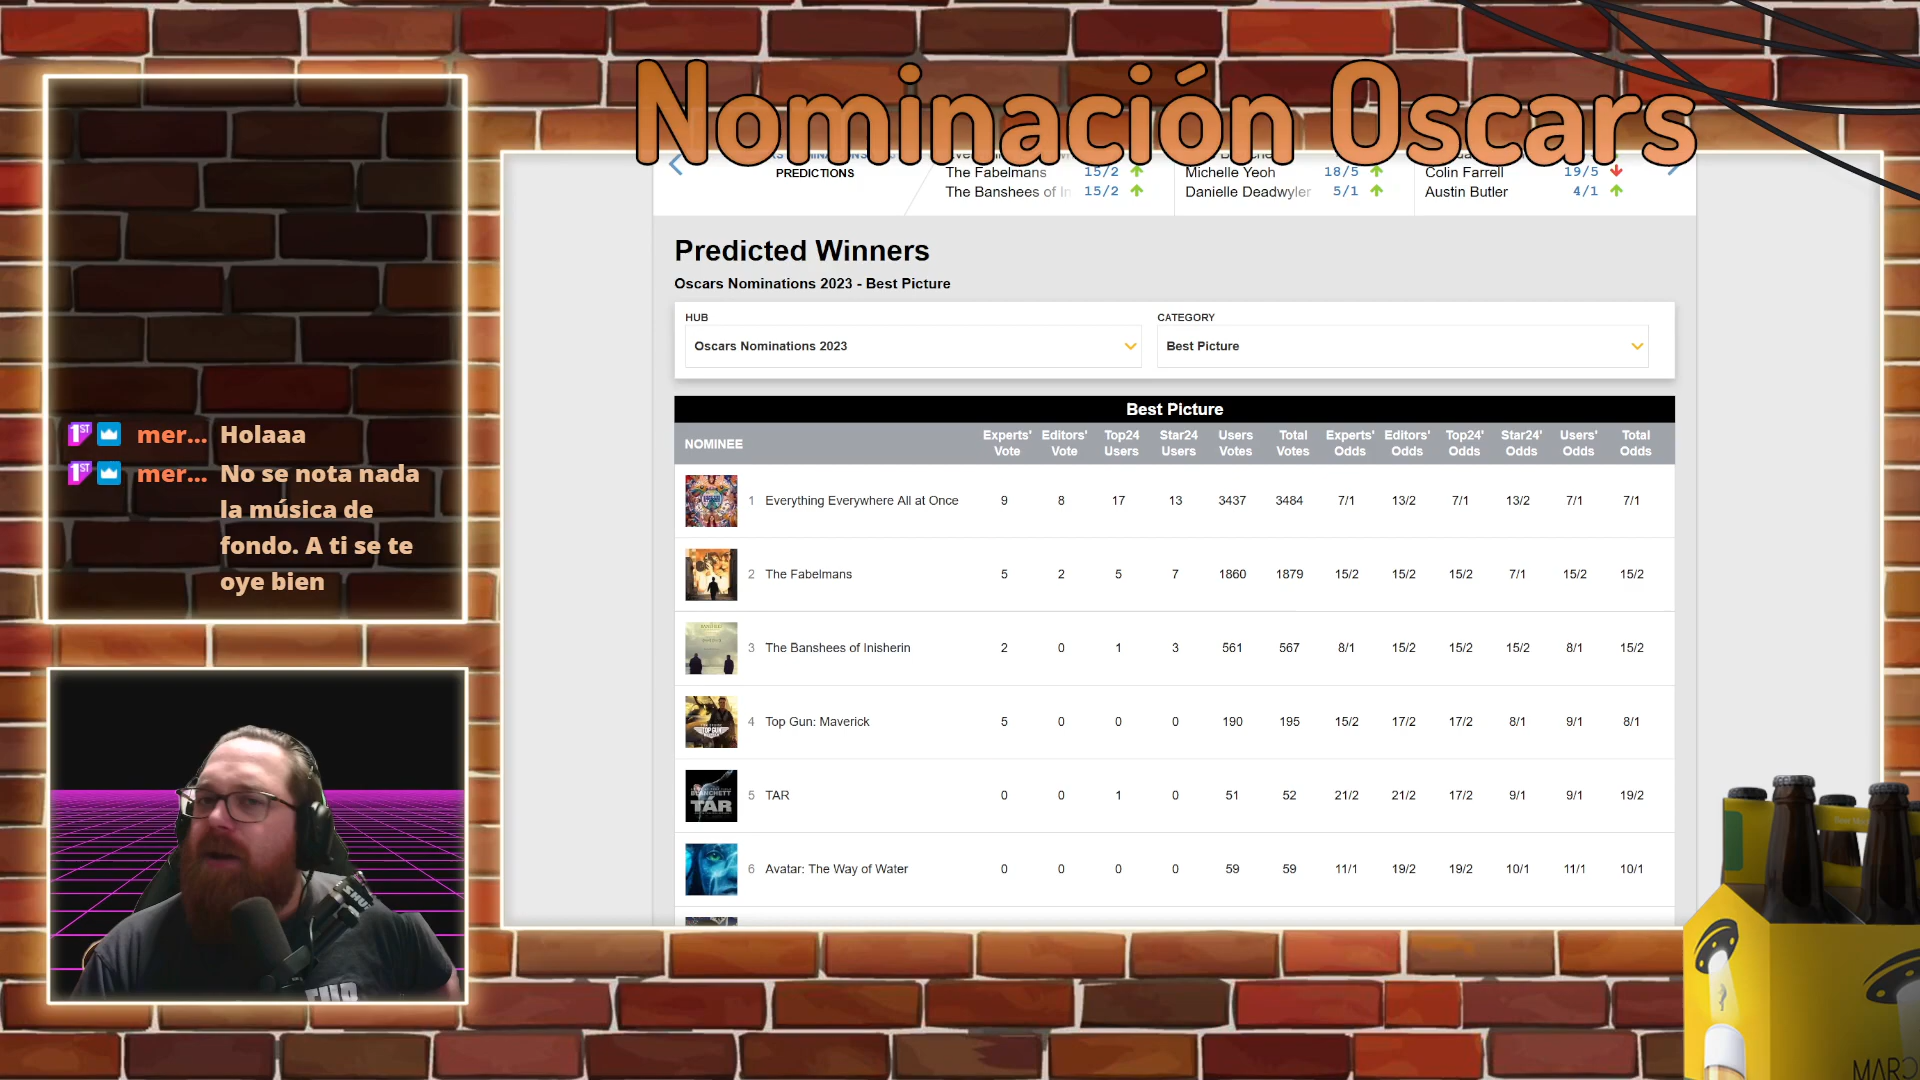 Nominación Oscars
PREDICTIONS
The Fabelmans 15/2
The Banshees of In 15/2
Michelle Yeoh 18/5
Danielle Deadwyler 5/1
Colin Farrell 19/5
Austin Butler 4/1
Predicted Winners
Oscars Nominations 2023 - Best Picture
HUB
Oscars Nominations 2023
CATEGORY
Best Picture
Best Picture
NOMINEE Experts' Vote Editors' Vote Top24 Users Star24 Users Users Votes Total Votes Experts' Odds Editors' Odds Top24' Odds Star24' Odds Users' Odds Total Odds
1 Everything Everywhere All at Once 9 8 17 13 3437 3484 7/1 13/2 7/1 13/2 7/1 7/1
2 The Fabelmans 5 2 5 7 1860 1879 15/2 15/2 15/2 7/1 15/2 15/2
3 The Banshees of Inisherin 2 0 1 3 561 567 8/1 15/2 15/2 15/2 8/1 15/2
4 Top Gun: Maverick 5 0 0 0 190 195 15/2 17/2 17/2 8/1 9/1 8/1
TOP GUN
5 TAR 0 0 1 0 51 52 21/2 21/2 17/2 9/1 9/1 19/2
TÁR
6 Avatar: The Way of Water 0 0 0 0 59 59 11/1 19/2 19/2 10/1 11/1 10/1
1ST mer... Holaaa
1ST mer... No se nota nada
la música de
fondo. A ti se te
oye bien